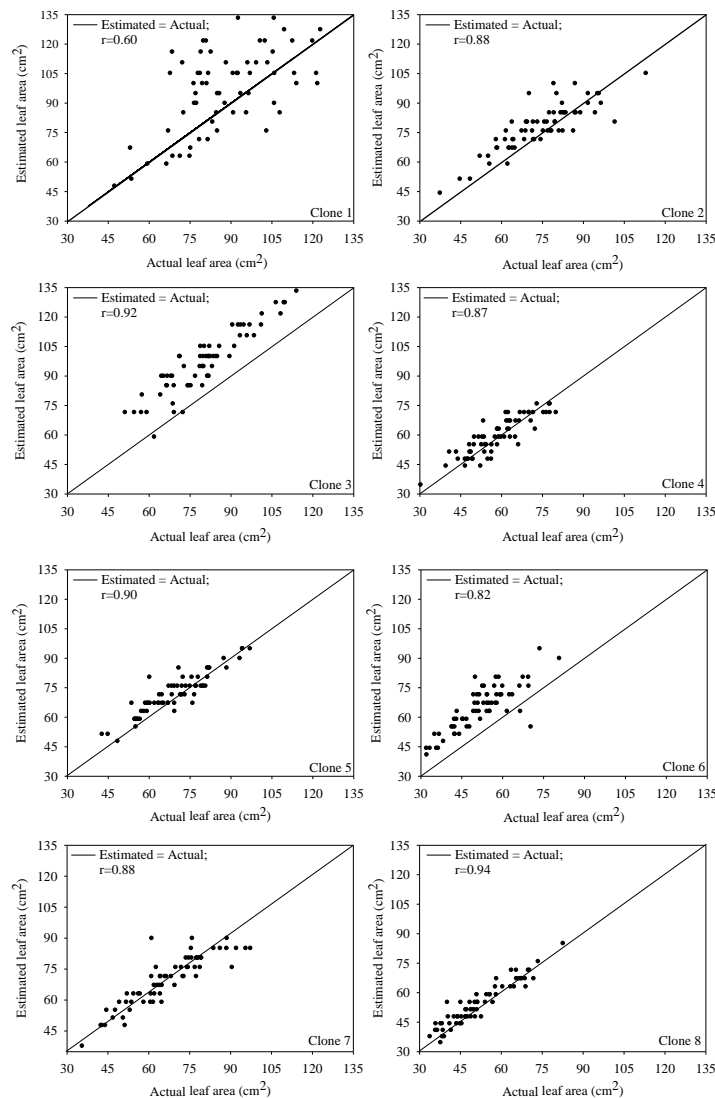 Estimated leaf area (cm2)
135
120
105
90
75
60
45
30
Estimated = Actual;
r=0.60
Clone 1
30 45 60 75 90 105 120 135
Actual leaf area (cm2)
Estimated leaf area (cm2)
135
120
105
90
75
60
45
30
Estimated = Actual;
r=0.88
Clone 2
30 45 60 75 90 105 120 135
Actual leaf area (cm2)
Estimated leaf area (cm2)
135
120
105
90
75
60
45
30
Estimated = Actual;
r=0.92
Clone 3
30 45 60 75 90 105 120 135
Actual leaf area (cm2)
Estimated leaf area (cm2)
135
120
105
90
75
60
45
30
Estimated = Actual;
r=0.87
Clone 4
30 45 60 75 90 105 120 135
Actual leaf area (cm2)
Estimated leaf area (cm2)
135
120
105
90
75
60
45
30
Estimated = Actual;
r=0.90
Clone 5
30 45 60 75 90 105 120 135
Actual leaf area (cm2)
Estimated leaf area (cm2)
135
120
105
90
75
60
45
30
Estimated = Actual;
r=0.82
Clone 6
30 45 60 75 90 105 120 135
Actual leaf area (cm2)
Estimated leaf area (cm2)
135
120
105
90
75
60
45
30
Estimated = Actual;
r=0.88
Clone 7
30 45 60 75 90 105 120 135
Actual leaf area (cm2)
Estimated leaf area (cm2)
135
120
105
90
75
60
45
30
Estimated = Actual;
r=0.94
Clone 8
30 45 60 75 90 105 120 135
Actual leaf area (cm2)